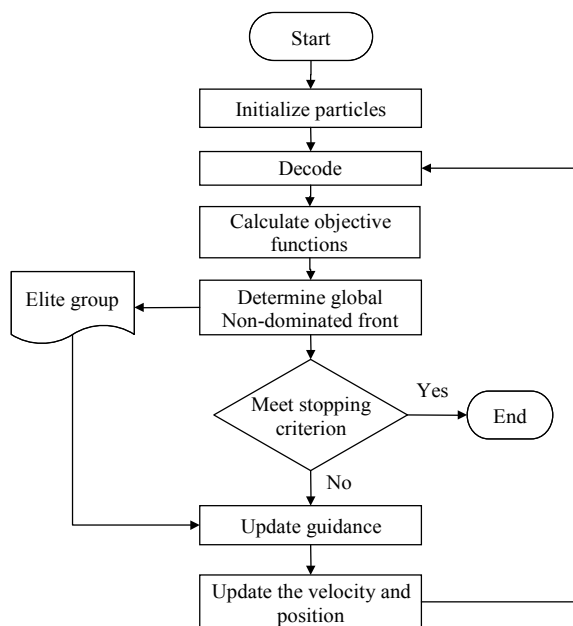 Start
Initialize particles
Decode
Calculate objective
functions
Elite group
Determine global
Non-dominated front
Meet stopping
criterion
Yes
End
No
Update guidance
Update the velocity and
position